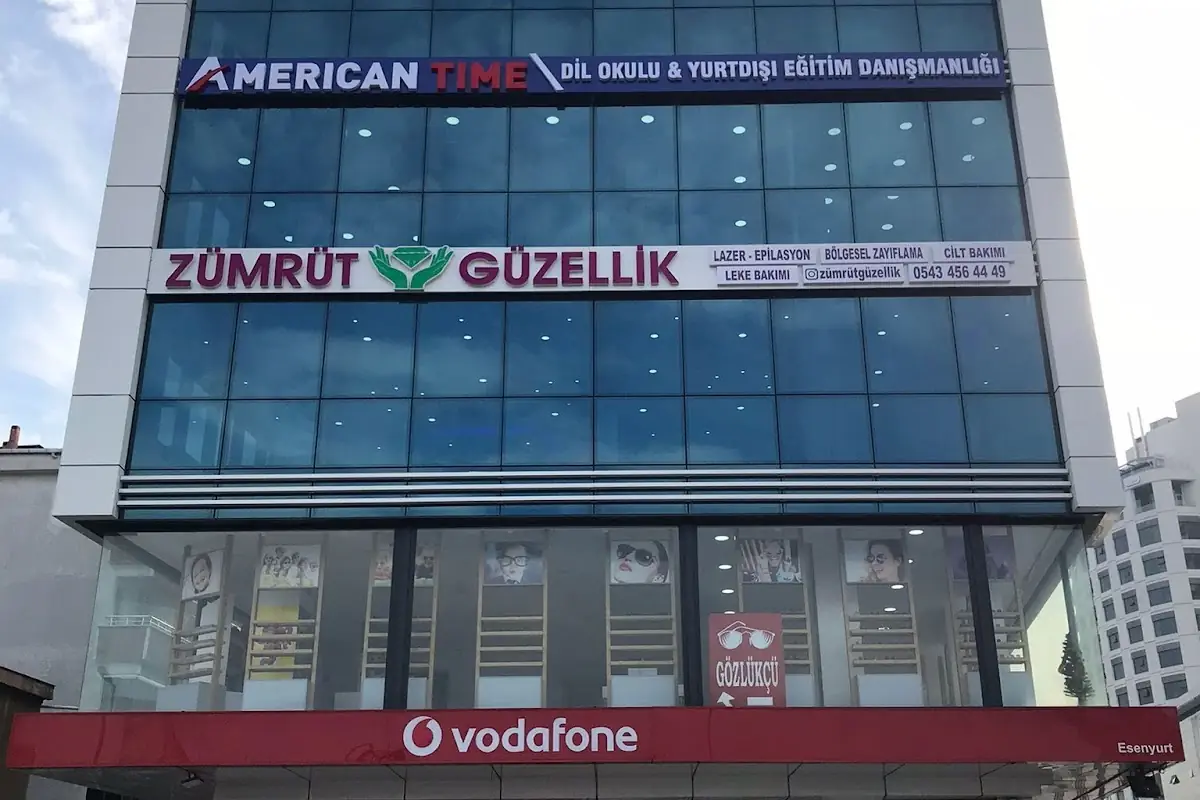 AMERICAN TIME \ DİL OKULU & YURTDIŞI EĞİTİM DANIŞMANLIĞI
ZÜMRÜT GÜZELLİK
LAZER - EPİLASYON BÖLGESEL ZAYIFLAMA CİLT BAKIMI
LEKE BAKIMI zümrütgüzellik 0543 456 44 49
GÖZLÜKÇÜ
vodafone
Esenyurt